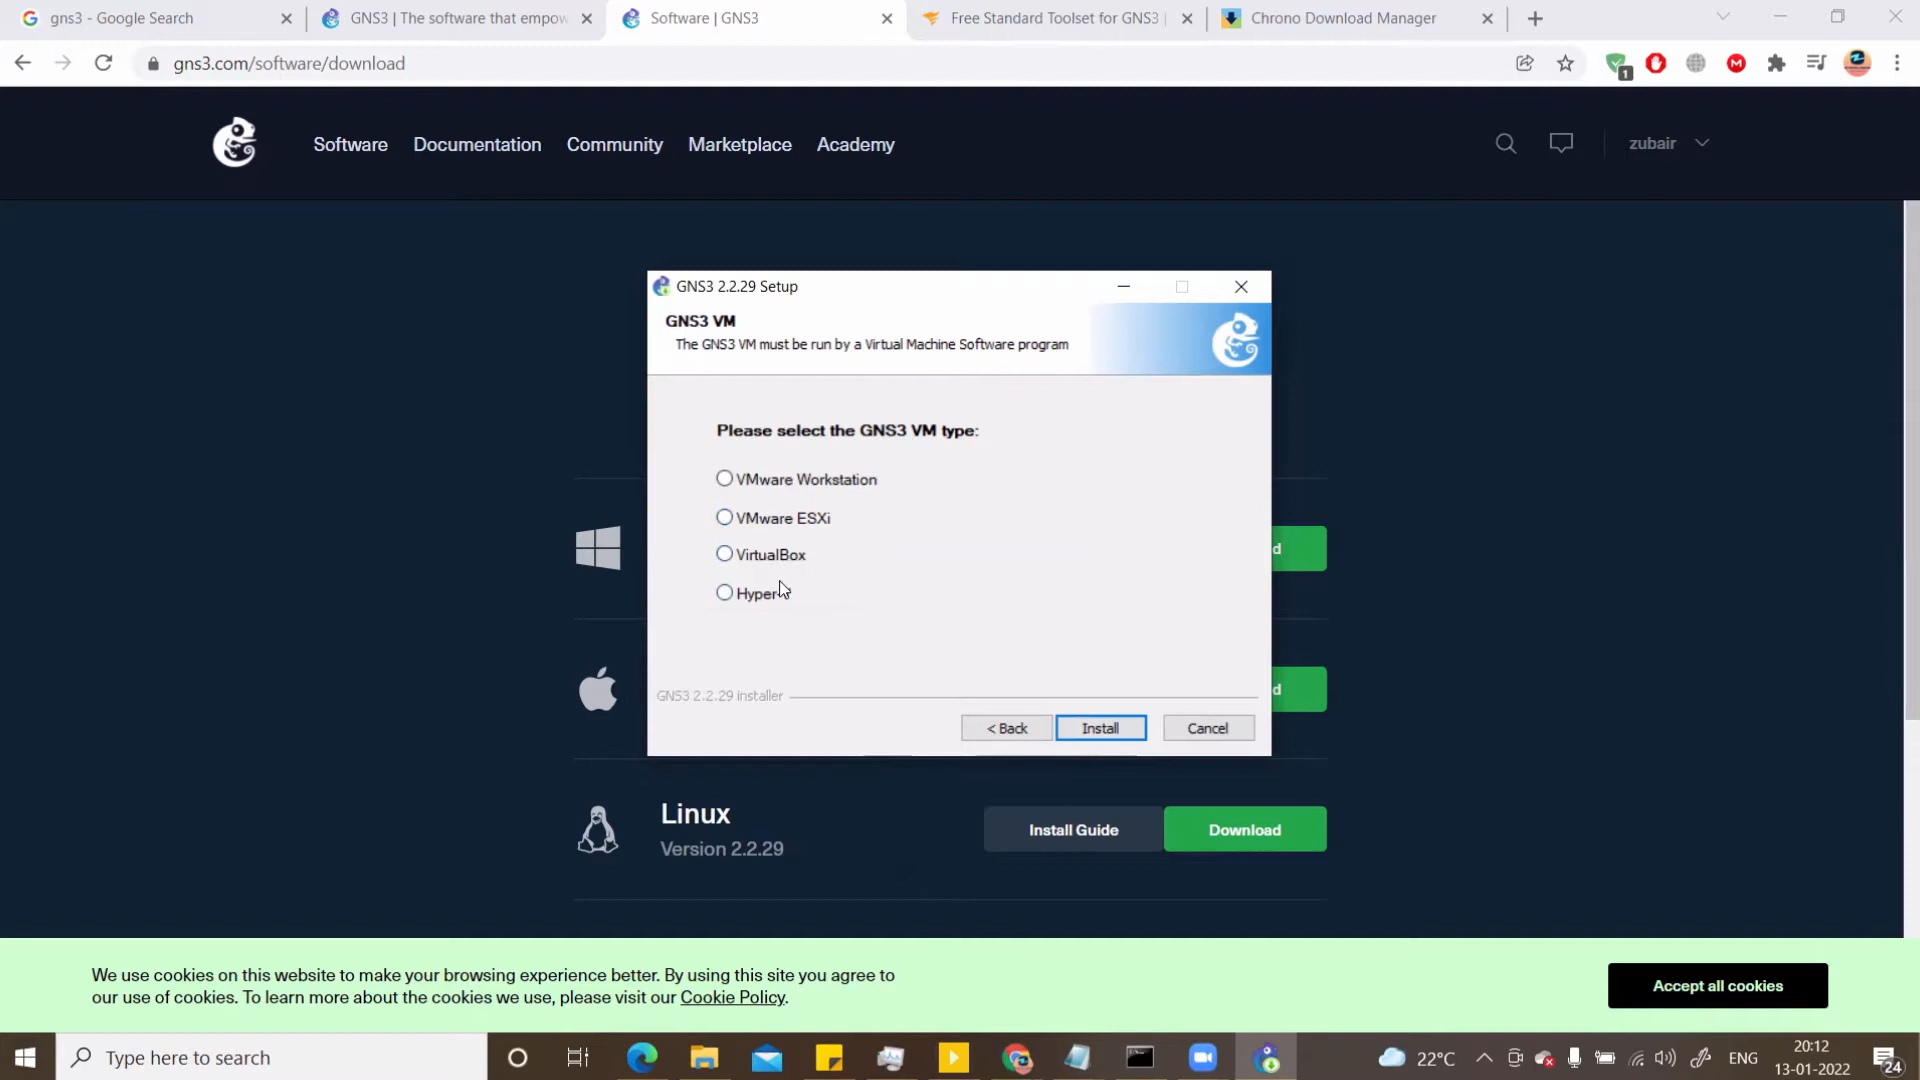 gns3 - Google Search
GNS3 | The software that empow
Software | GNS3
Free Standard Toolset for GNS3 |
Chrono Download Manager
gns3.com/software/download
1
Software
Documentation
Community
Marketplace
Academy
zubair
GNS3 2.2.29 Setup
GNS3 VM
The GNS3 VM must be run by a Virtual Machine Software program
Please select the GNS3 VM type:
VMware Workstation
VMware ESXi
VirtualBox
Hyper
GNS3 2.2.29 installer
< Back
Install
Cancel
d
d
Linux
Version 2.2.29
Install Guide
Download
We use cookies on this website to make your browsing experience better. By using this site you agree to
our use of cookies. To learn more about the cookies we use, please visit our Cookie Policy.
Accept all cookies
Type here to search
22°C
ENG
20:12
13-01-2022
24